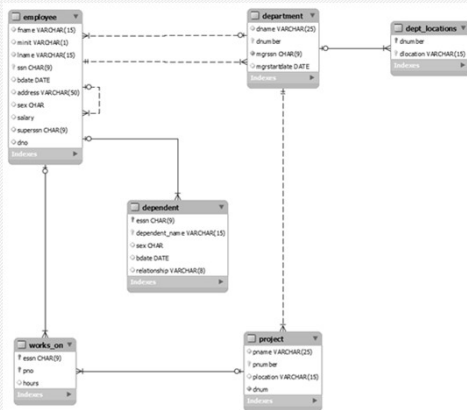 employee
fname VARCHAR(15)
minit VARCHAR(1)
lname VARCHAR(15)
ssn CHAR(9)
bdate DATE
address VARCHAR(50)
sex CHAR
salary
superssn CHAR(9)
dno
Indexes
department
dname VARCHAR(25)
dnumber
mgrssn CHAR(9)
mgrstartdate DATE
Indexes
dept_locations
dnumber
dlocation VARCHAR(15)
Indexes
dependent
essn CHAR(9)
dependent_name VARCHAR(15)
sex CHAR
bdate DATE
relationship VARCHAR(8)
Indexes
works_on
essn CHAR(9)
pno
hours
Indexes
project
pname VARCHAR(25)
pnumber
plocation VARCHAR(15)
dnum
Indexes